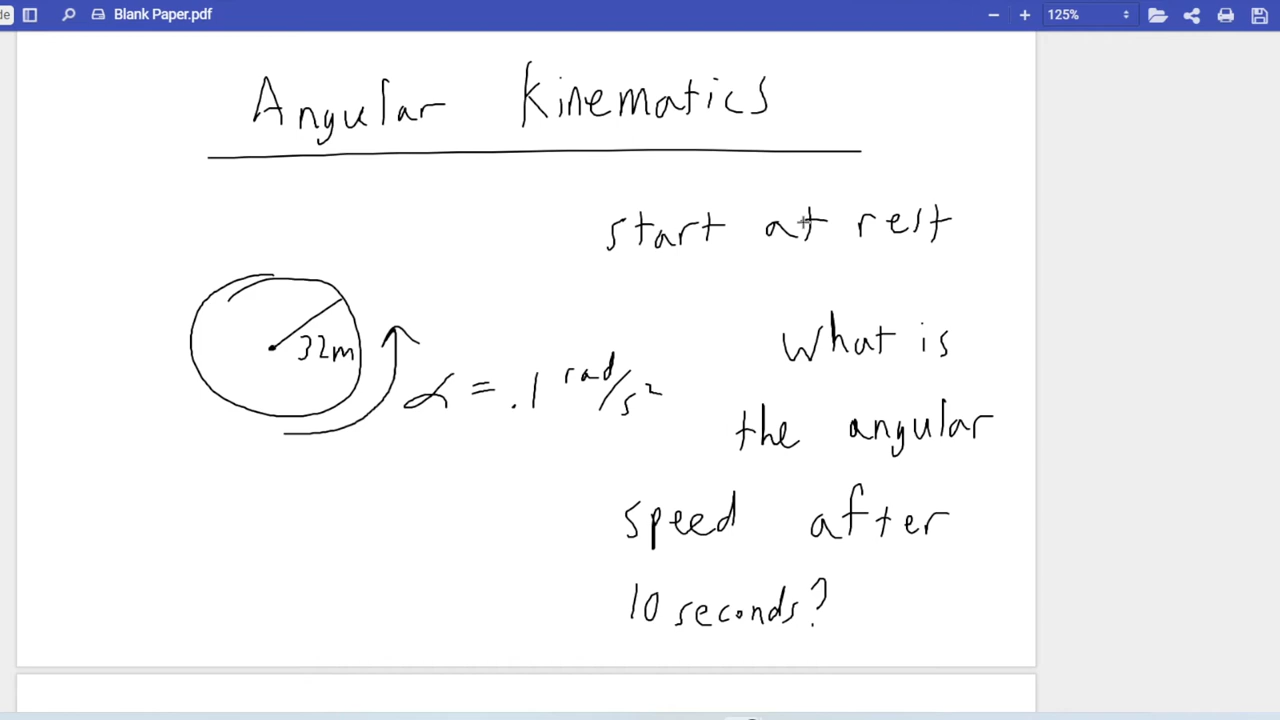 de
Blank Paper.pdf
125%
Angular Kinematics
start at rest
32m
α = .1 rad/s²
What is
the angular
speed after
10 seconds?